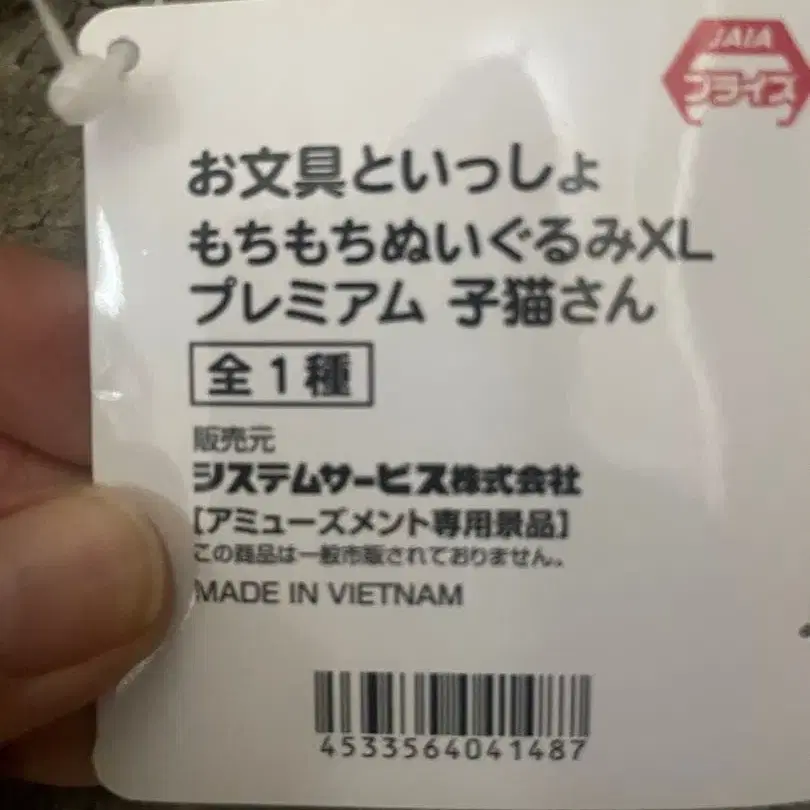 JAIA
プライズ
お文具といっしょ
もちもちぬいぐるみXL
プレミアム 子猫さん
全1種
販売元
システムサービス株式会社
[アミューズメント専用景品]
この商品は一般市販されておりません。
MADE IN VIETNAM
4533564041487